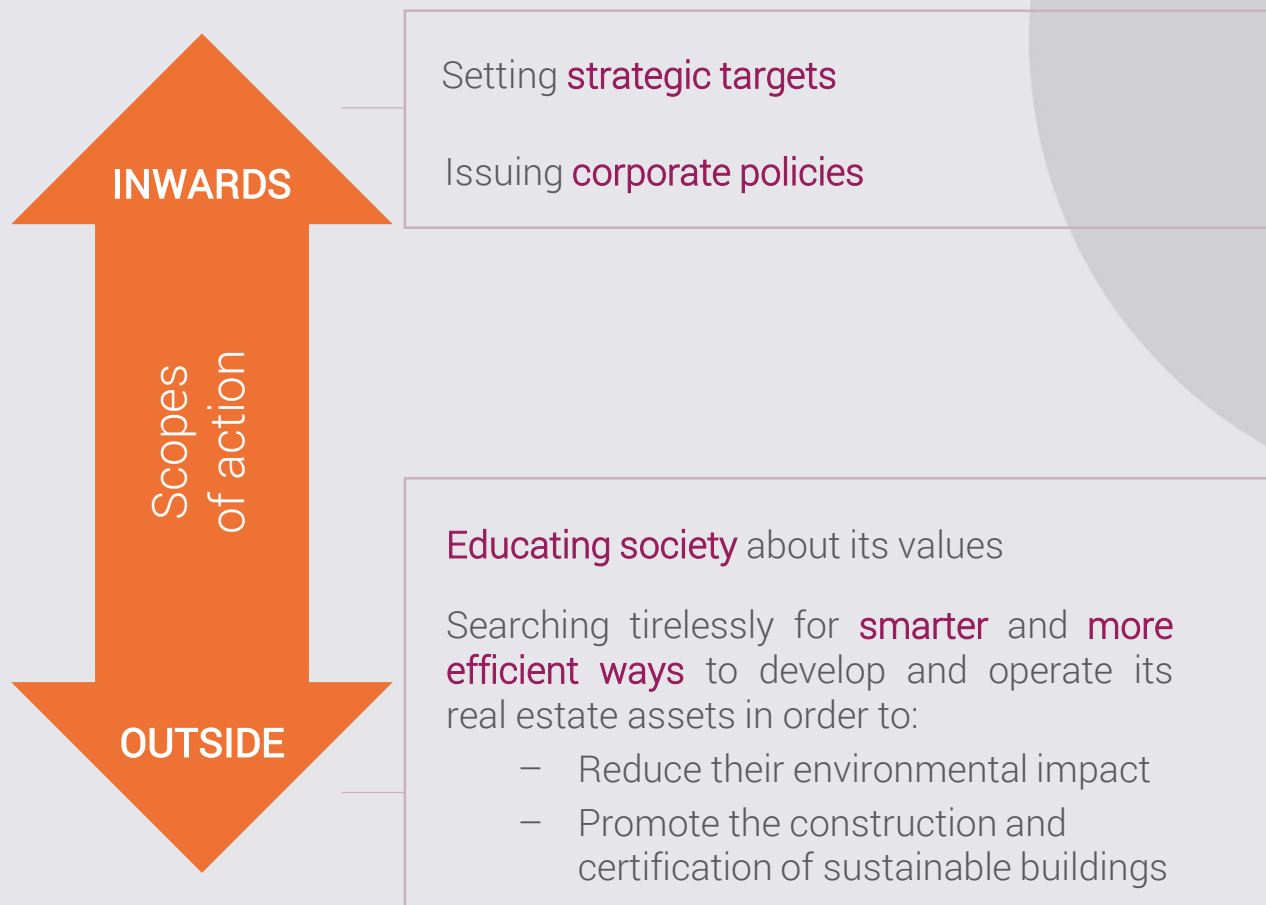 INWARDS
Setting strategic targets
Issuing corporate policies
Scopes
of action
OUTSIDE
Educating society about its values
Searching tirelessly for smarter and more
efficient ways to develop and operate its
real estate assets in order to:
– Reduce their environmental impact
– Promote the construction and
certification of sustainable buildings